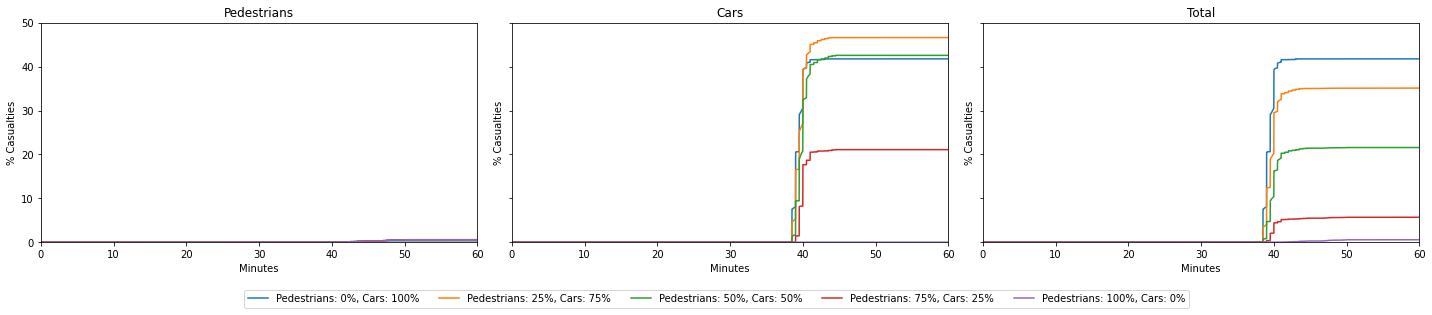 Pedestrians
Cars
Total
% Casualties
50
40
30
20
10
0
0 10 20 30 40 50 60
Minutes
% Casualties
0 10 20 30 40 50 60
Minutes
% Casualties
0 10 20 30 40 50 60
Minutes
Pedestrians: 0%, Cars: 100%
Pedestrians: 25%, Cars: 75%
Pedestrians: 50%, Cars: 50%
Pedestrians: 75%, Cars: 25%
Pedestrians: 100%, Cars: 0%